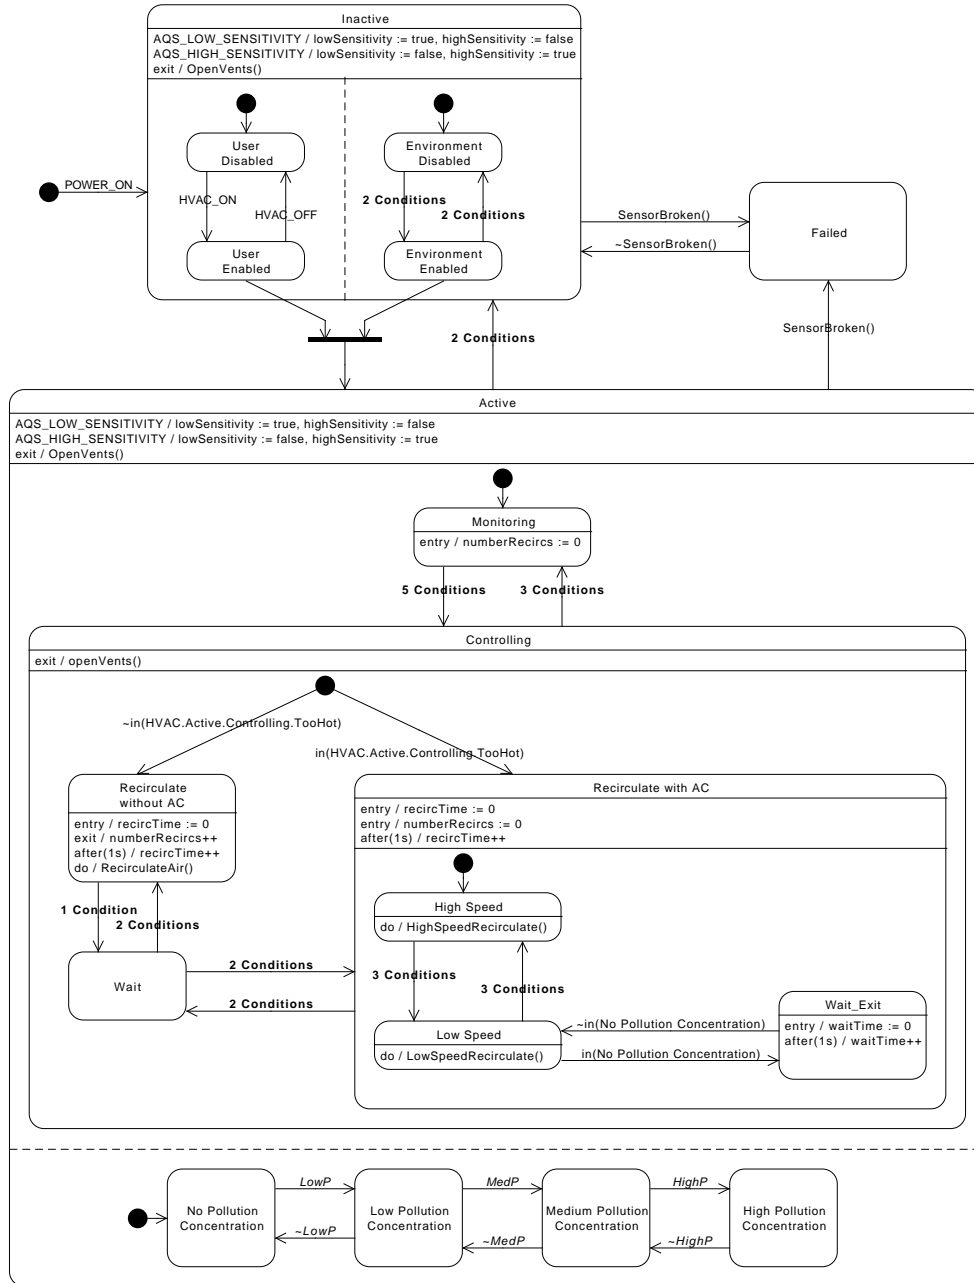 Inactive
AQS_LOW_SENSITIVITY / lowSensitivity := true, highSensitivity := false
AQS_HIGH_SENSITIVITY / lowSensitivity := false, highSensitivity := true
exit / OpenVents()
User
Disabled
Environment
Disabled
POWER_ON
HVAC_ON
HVAC_OFF
2 Conditions
2 Conditions
User
Enabled
Environment
Enabled
SensorBroken()
~SensorBroken()
Failed
2 Conditions
SensorBroken()
Active
AQS_LOW_SENSITIVITY / lowSensitivity := true, highSensitivity := false
AQS_HIGH_SENSITIVITY / lowSensitivity := false, highSensitivity := true
exit / OpenVents()
Monitoring
entry / numberRecircs := 0
5 Conditions
3 Conditions
Controlling
exit / openVents()
~in(HVAC.Active.Controlling.TooHot)
in(HVAC.Active.Controlling.TooHot)
Recirculate
without AC
entry / recircTime := 0
exit / numberRecircs++
after(1s) / recircTime++
do / RecirculateAir()
Recirculate with AC
entry / recircTime := 0
entry / numberRecircs := 0
after(1s) / recircTime++
1 Condition
2 Conditions
High Speed
do / HighSpeedRecirculate()
Wait
2 Conditions
2 Conditions
3 Conditions
3 Conditions
Low Speed
do / LowSpeedRecirculate()
~in(No Pollution Concentration)
in(No Pollution Concentration)
Wait_Exit
entry / waitTime := 0
after(1s) / waitTime++
No Pollution
Concentration
LowP
~LowP
Low Pollution
Concentration
MedP
~MedP
Medium Pollution
Concentration
HighP
~HighP
High Pollution
Concentration